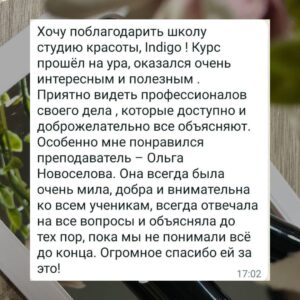 Хочу поблагодарить школу
студию красоты, Indigo ! Курс
прошёл на ура, оказался очень
интересным и полезным .
Приятно видеть профессионалов
своего дела , которые доступно и
доброжелательно все объясняют.
Особенно мне понравился
преподаватель – Ольга
Новоселова. Она всегда была
очень мила, добра и внимательна
ко всем ученикам, всегда отвечала
на все вопросы и объясняла до
тех пор, пока мы не понимали всё
до конца. Огромное спасибо ей за
это!
17:02